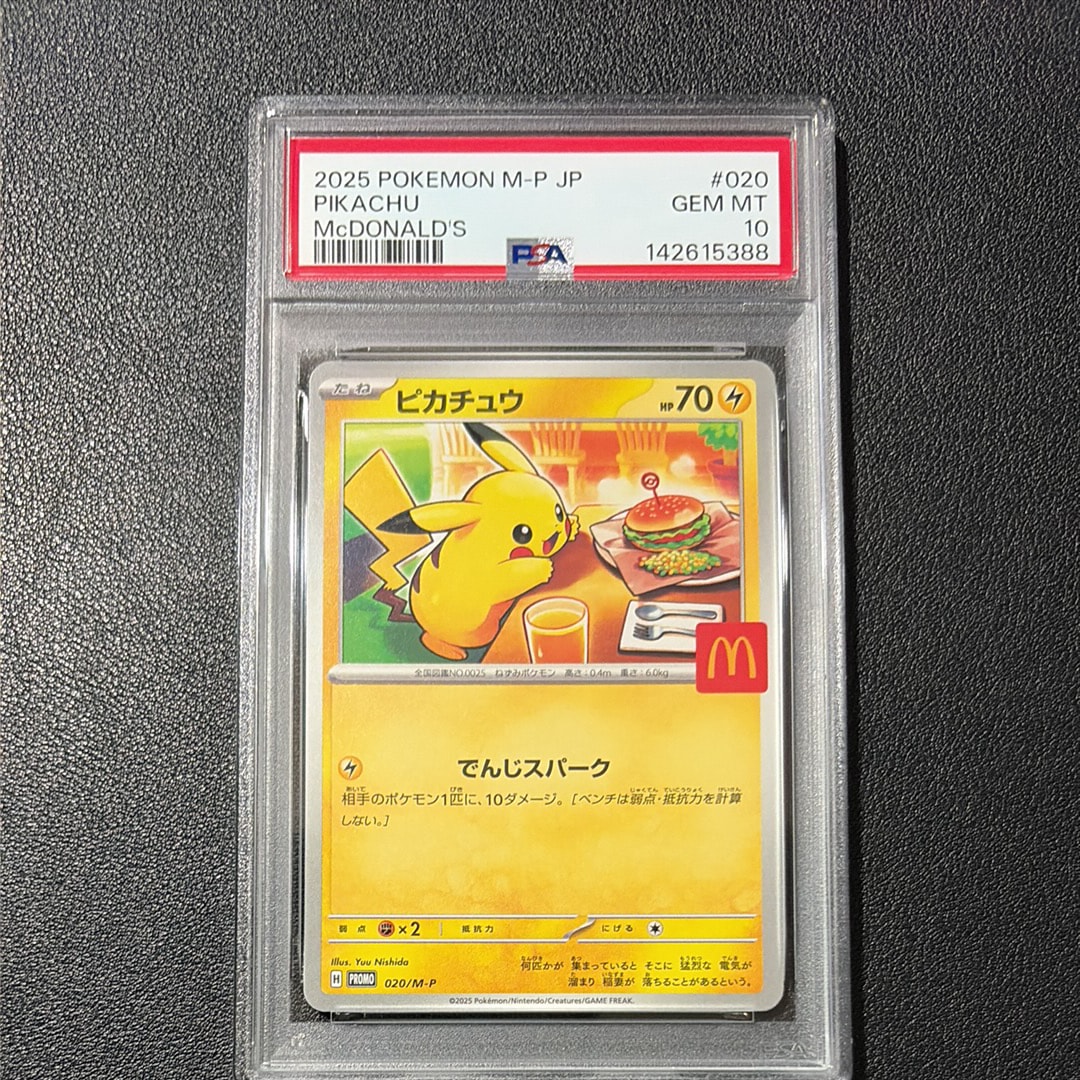 2025 POKEMON M-P JP #020
PIKACHU GEM MT
McDONALD'S 10
PSA 142615388
たね ピカチュウ HP70
全国図鑑NO.0025 ねずみポケモン 高さ:0.4m 重さ:6.0kg
でんじスパーク
相手のポケモン1匹に、10ダメージ。[ベンチは弱点・抵抗力を計算
しない。]
弱点 ×2 抵抗力 にげる
Illus. Yuu Nishida
何匹かが 集まっていると そこに 猛烈な 電気が
溜まり 稲妻が 落ちることがあるという。
H PROMO 020/M-P
©2025 Pokémon/Nintendo/Creatures/GAME FREAK.